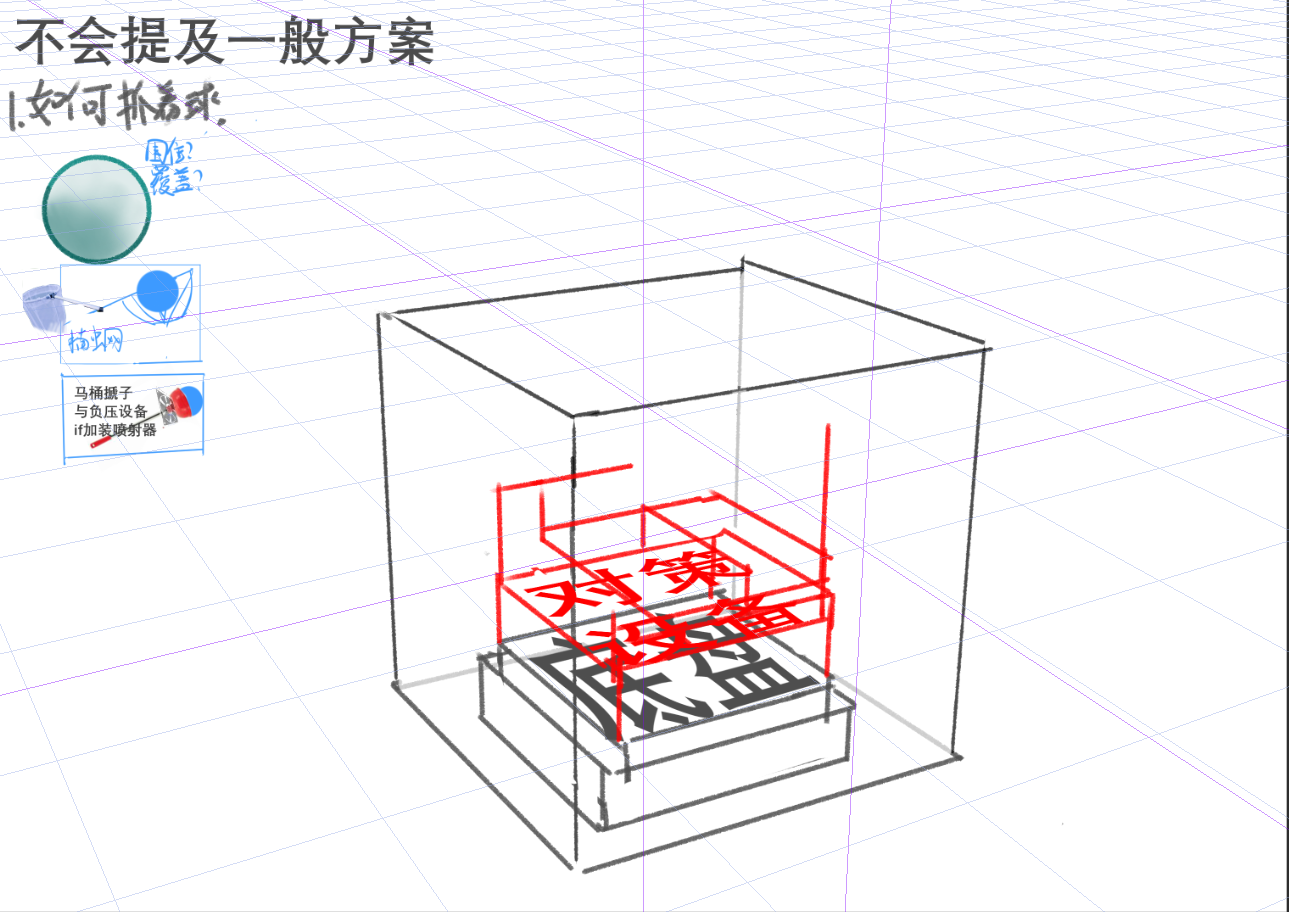 不会提及一般方案
1.如何抓着球.
围住?
覆盖?
捕虫网
马桶搋子
与负压设备
if加装喷射器
对策
设备
底盘